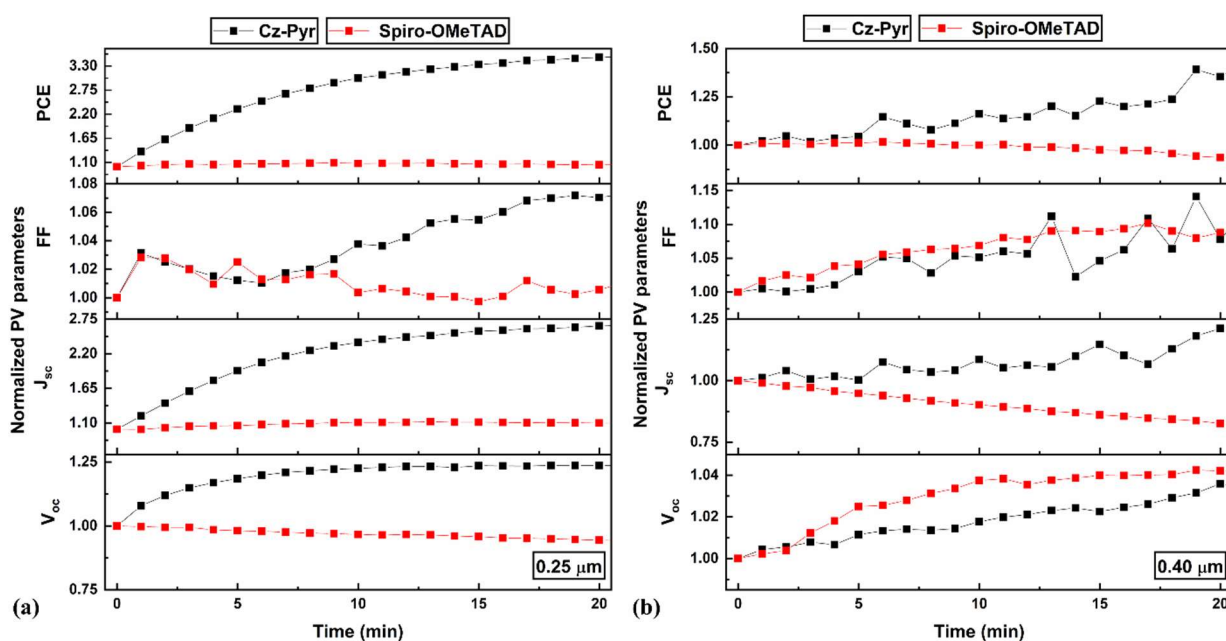 Cz-Pyr Spiro-OMeTAD
PCE
3.30
2.75
2.20
1.65
1.10
FF
1.08
1.06
1.04
1.02
1.00
Normalized PV parameters
Jsc
2.75
2.20
1.65
1.10
Voc
1.25
1.00
0.75
0.25 μm
0 5 10 15 20
(a)
Time (min)
Cz-Pyr Spiro-OMeTAD
PCE
1.50
1.25
1.00
FF
1.15
1.10
1.05
1.00
Normalized PV parameters
Jsc
1.25
1.00
0.75
Voc
1.04
1.02
1.00
0.40 μm
0 5 10 15 20
(b)
Time (min)